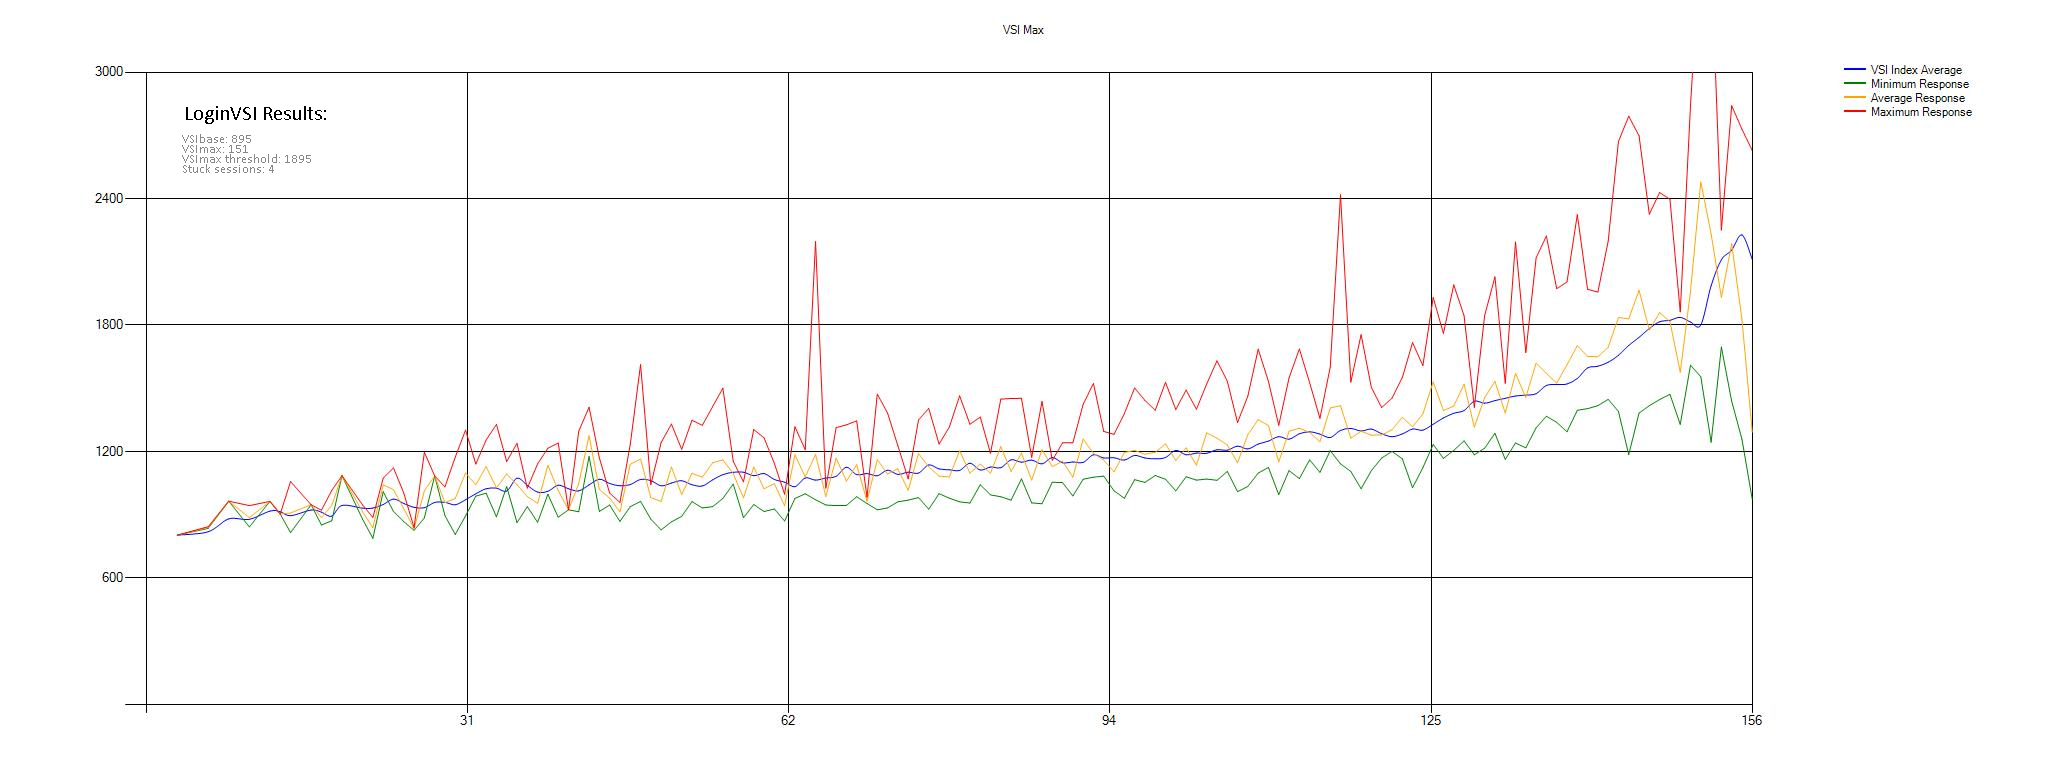 VSI Max
3000
2400
1800
1200
600
LoginVSI Results:
VSIbase: 895
VSImax: 151
VSImax threshold: 1895
Stuck sessions: 4
31
62
94
125
156
VSI Index Average
Minimum Response
Average Response
Maximum Response